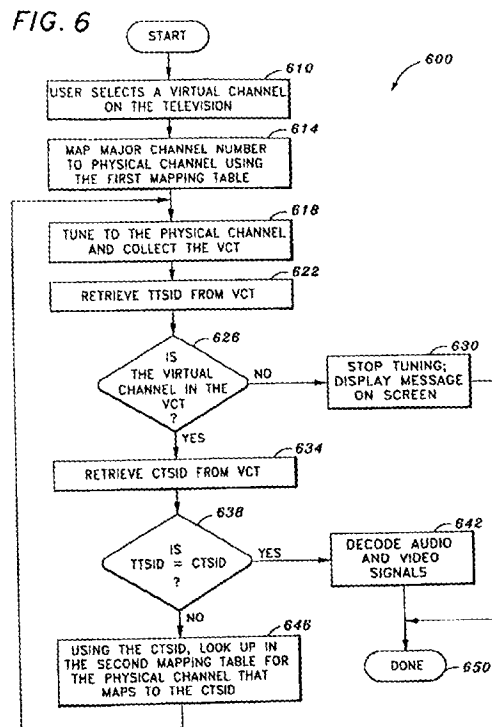 FIG. 6
START
600
610
USER SELECTS A VIRTUAL CHANNEL
ON THE TELEVISION
614
MAP MAJOR CHANNEL NUMBER
TO PHYSICAL CHANNEL USING
THE FIRST MAPPING TABLE
618
TUNE TO THE PHYSICAL CHANNEL
AND COLLECT THE VCT
622
RETRIEVE TTSID FROM VCT
626
IS
THE VIRTUAL
CHANNEL IN THE
VCT
?
NO
630
STOP TUNING;
DISPLAY MESSAGE
ON SCREEN
YES
634
RETRIEVE CTSID FROM VCT
638
IS
TTSID = CTSID
?
YES
642
DECODE AUDIO
AND VIDEO
SIGNALS
NO
646
USING THE CTSID, LOOK UP IN
THE SECOND MAPPING TABLE FOR
THE PHYSICAL CHANNEL THAT
MAPS TO THE CTSID
DONE
650